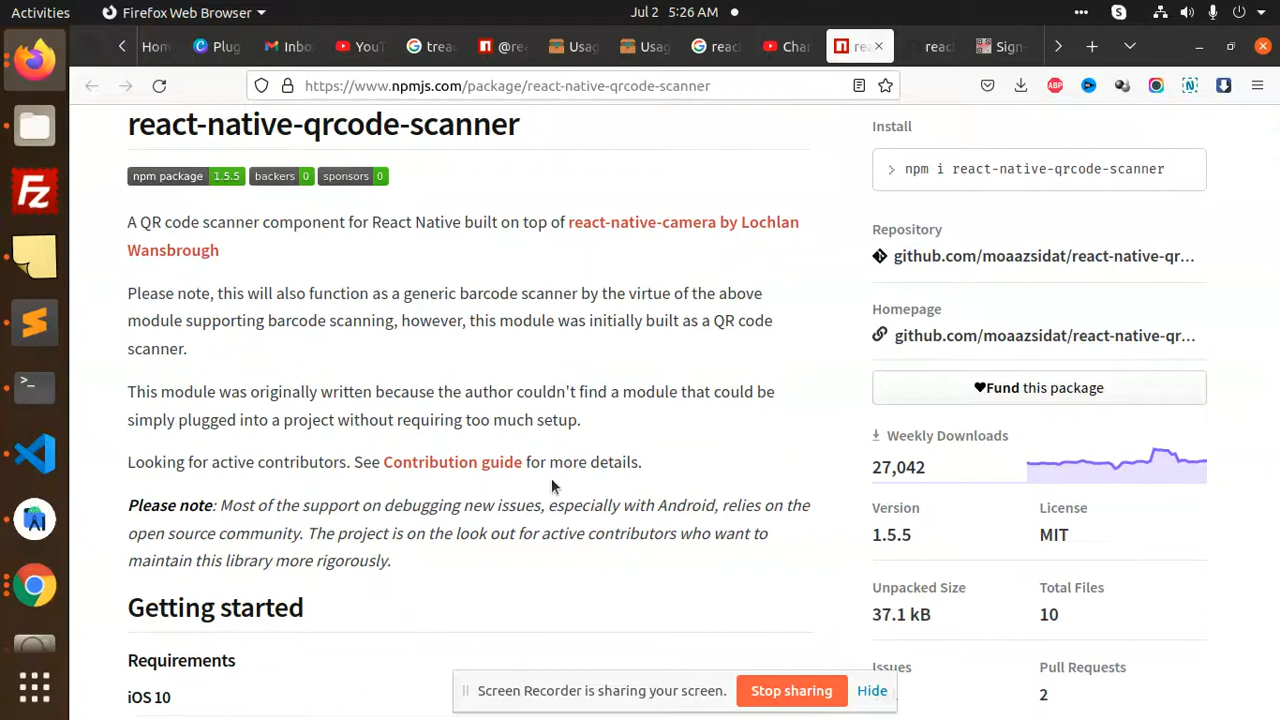 Activities
Firefox Web Browser
Jul 2 5:26 AM
Hom
Plug
Inbo
YouT
treac
@re
Usag
Usag
reac
Cha
re
reac
Sign-
https://www.npmjs.com/package/react-native-qrcode-scanner
ABP
react-native-qrcode-scanner
npm package 1.5.5 backers 0 sponsors 0
A QR code scanner component for React Native built on top of react-native-camera by Lochlan
Wansbrough
Please note, this will also function as a generic barcode scanner by the virtue of the above
module supporting barcode scanning, however, this module was initially built as a QR code
scanner.
This module was originally written because the author couldn't find a module that could be
simply plugged into a project without requiring too much setup.
Looking for active contributors. See Contribution guide for more details.
Please note: Most of the support on debugging new issues, especially with Android, relies on the
open source community. The project is on the look out for active contributors who want to
maintain this library more rigorously.
Getting started
Requirements
iOS 10
Install
> npm i react-native-qrcode-scanner
Repository
github.com/moaazsidat/react-native-qr...
Homepage
github.com/moaazsidat/react-native-qr...
Fund this package
Weekly Downloads
27,042
Version
License
1.5.5
MIT
Unpacked Size
Total Files
37.1 kB
10
Issues
Pull Requests
2
Screen Recorder is sharing your screen.
Stop sharing
Hide